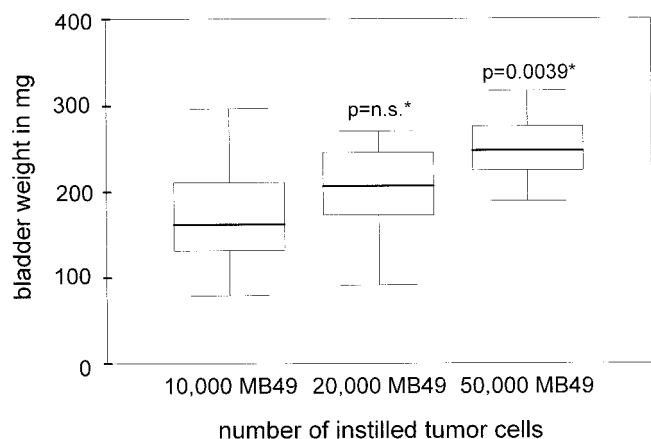 400
300
200
100
0
bladder weight in mg
p=n.s.*
p=0.0039*
10,000 MB49 20,000 MB49 50,000 MB49
number of instilled tumor cells